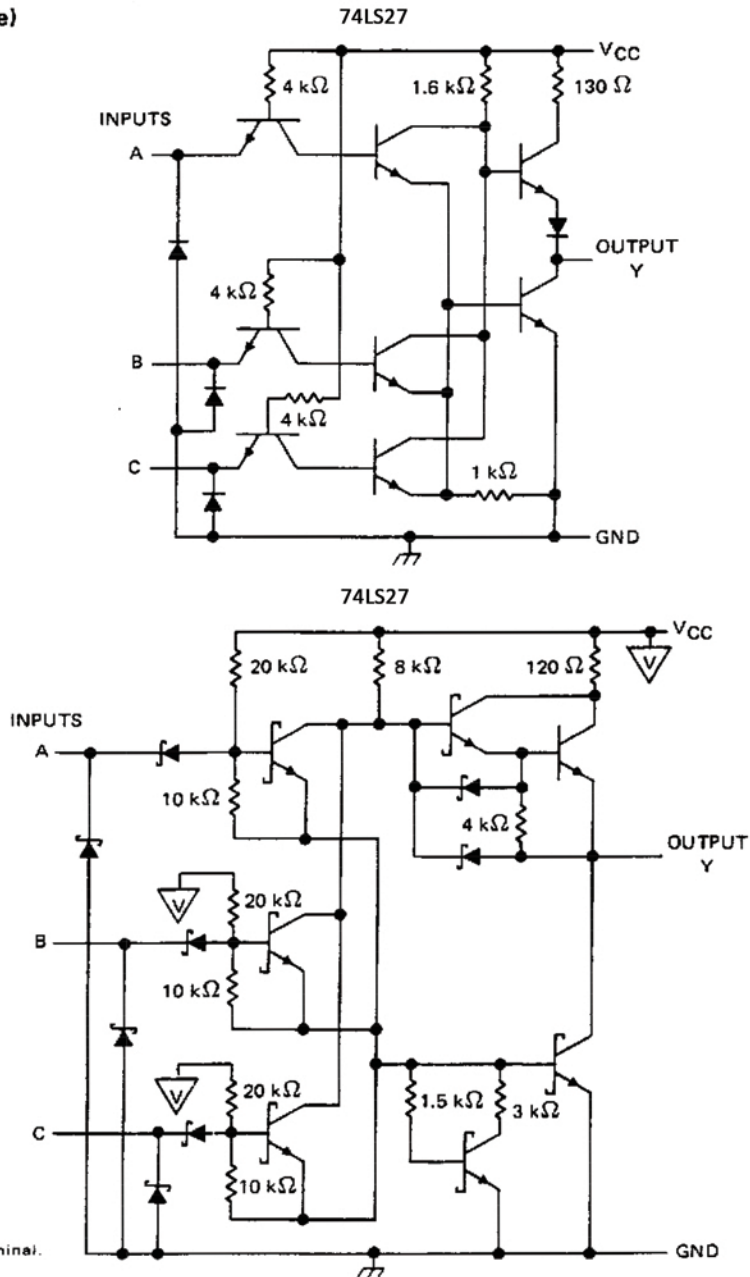 e)
74LS27
VCC
4 kΩ
1.6 kΩ
130 Ω
INPUTS
A
OUTPUT
Y
4 kΩ
B
4 kΩ
C
1 kΩ
GND
74LS27
VCC
20 kΩ
8 kΩ
120 Ω
V
INPUTS
A
10 kΩ
4 kΩ
OUTPUT
Y
V
20 kΩ
B
10 kΩ
V
20 kΩ
1.5 kΩ
3 kΩ
C
10 kΩ
minal.
GND